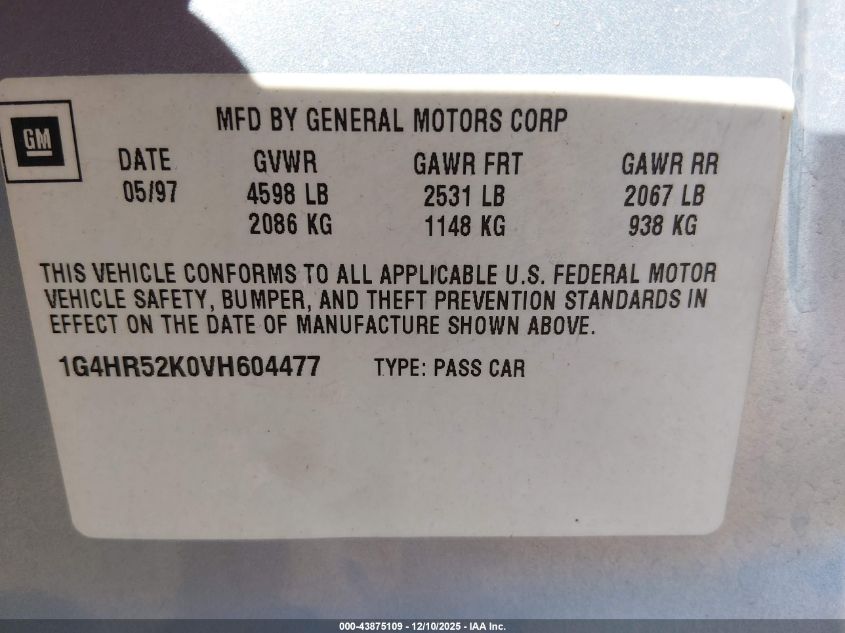 MFD BY GENERAL MOTORS CORP
GM
DATE GVWR GAWR FRT GAWR RR
05/97 4598 LB 2531 LB 2067 LB
2086 KG 1148 KG 938 KG
THIS VEHICLE CONFORMS TO ALL APPLICABLE U.S. FEDERAL MOTOR
VEHICLE SAFETY, BUMPER, AND THEFT PREVENTION STANDARDS IN
EFFECT ON THE DATE OF MANUFACTURE SHOWN ABOVE.
1G4HR52K0VH604477 TYPE: PASS CAR
000-43875109 - 12/10/2025 - IAA Inc.